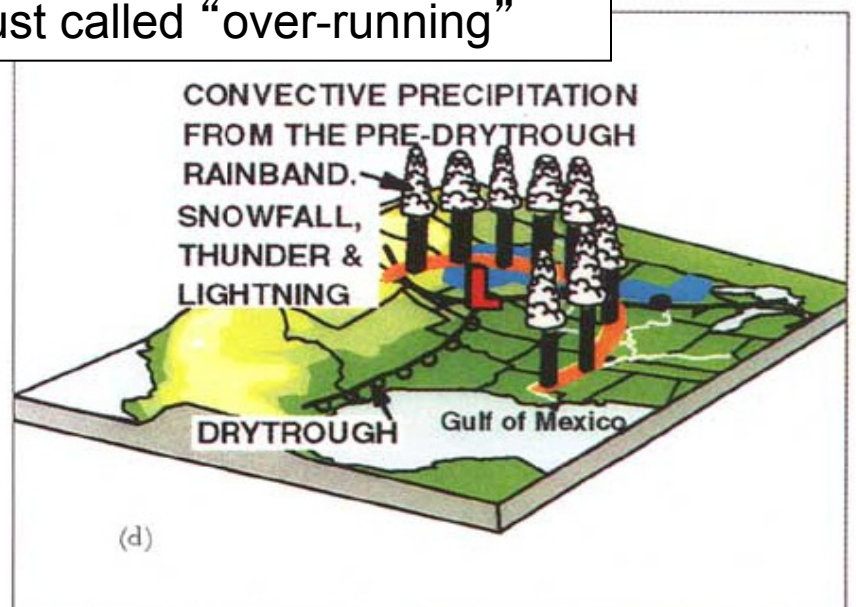 ust called “over-running”
CONVECTIVE PRECIPITATION
FROM THE PRE-DRYTROUGH
RAINBAND.
SNOWFALL,
THUNDER &
LIGHTNING
L
DRYTROUGH
Gulf of Mexico
(d)